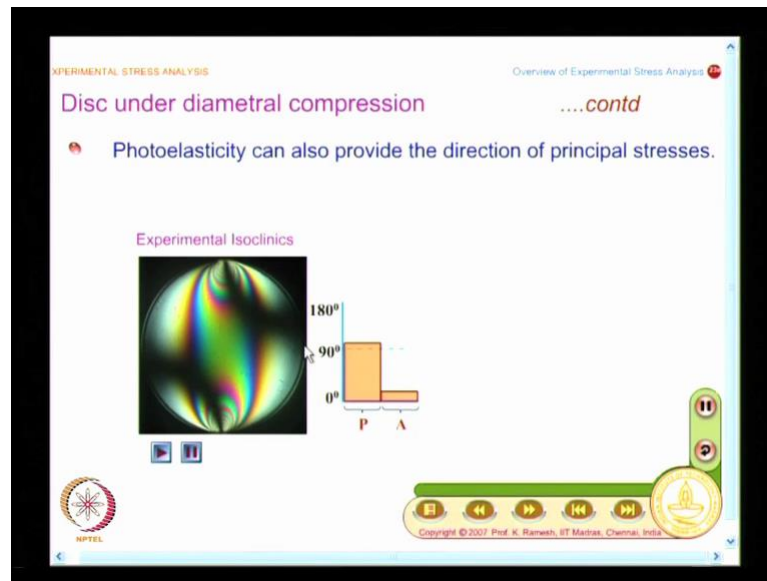 XPERIMENTAL STRESS ANALYSIS
Overview of Experimental Stress Analysis
Disc under diametral compression
....contd
Photoelasticity can also provide the direction of principal stresses.
Experimental Isoclinics
180⁰
90⁰
0⁰
P A
NPTEL
Copyright © 2007 Prof. K. Ramesh, IIT Madras, Chennai, India